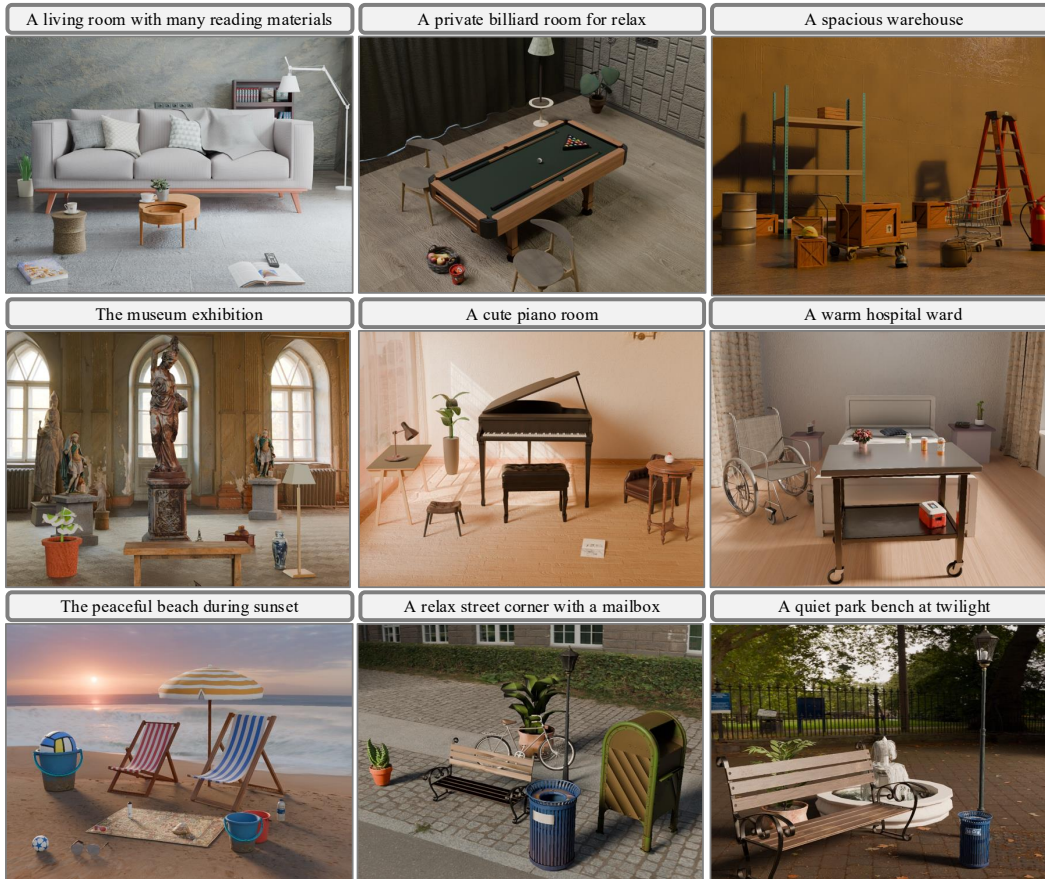 A living room with many reading materials
A private billiard room for relax
A spacious warehouse
The museum exhibition
A cute piano room
A warm hospital ward
The peaceful beach during sunset
A relax street corner with a mailbox
A quiet park bench at twilight